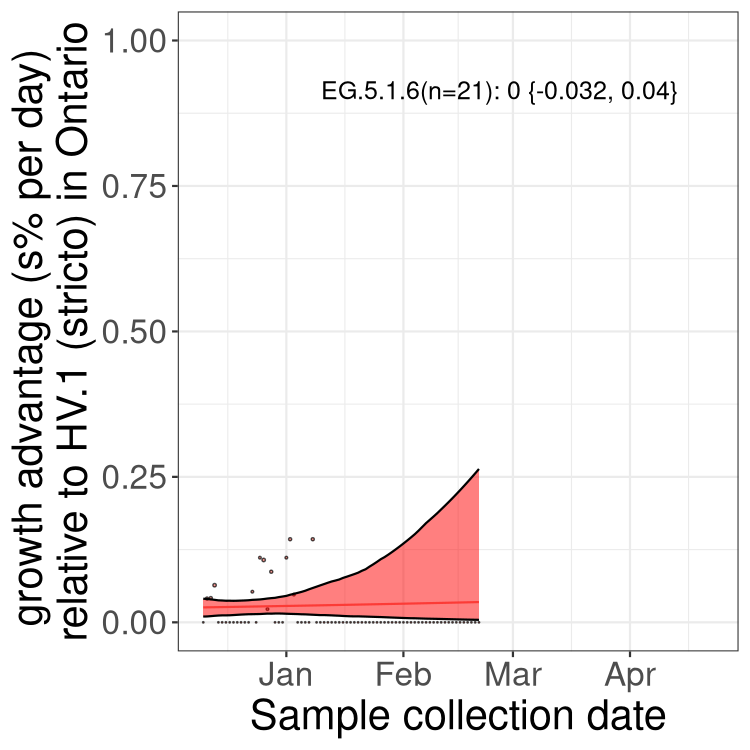 growth advantage (s% per day)
relative to HV.1 (stricto) in Ontario
1.00
0.75
0.50
0.25
0.00
EG.5.1.6(n=21): 0 {-0.032, 0.04}
Jan Feb Mar Apr
Sample collection date